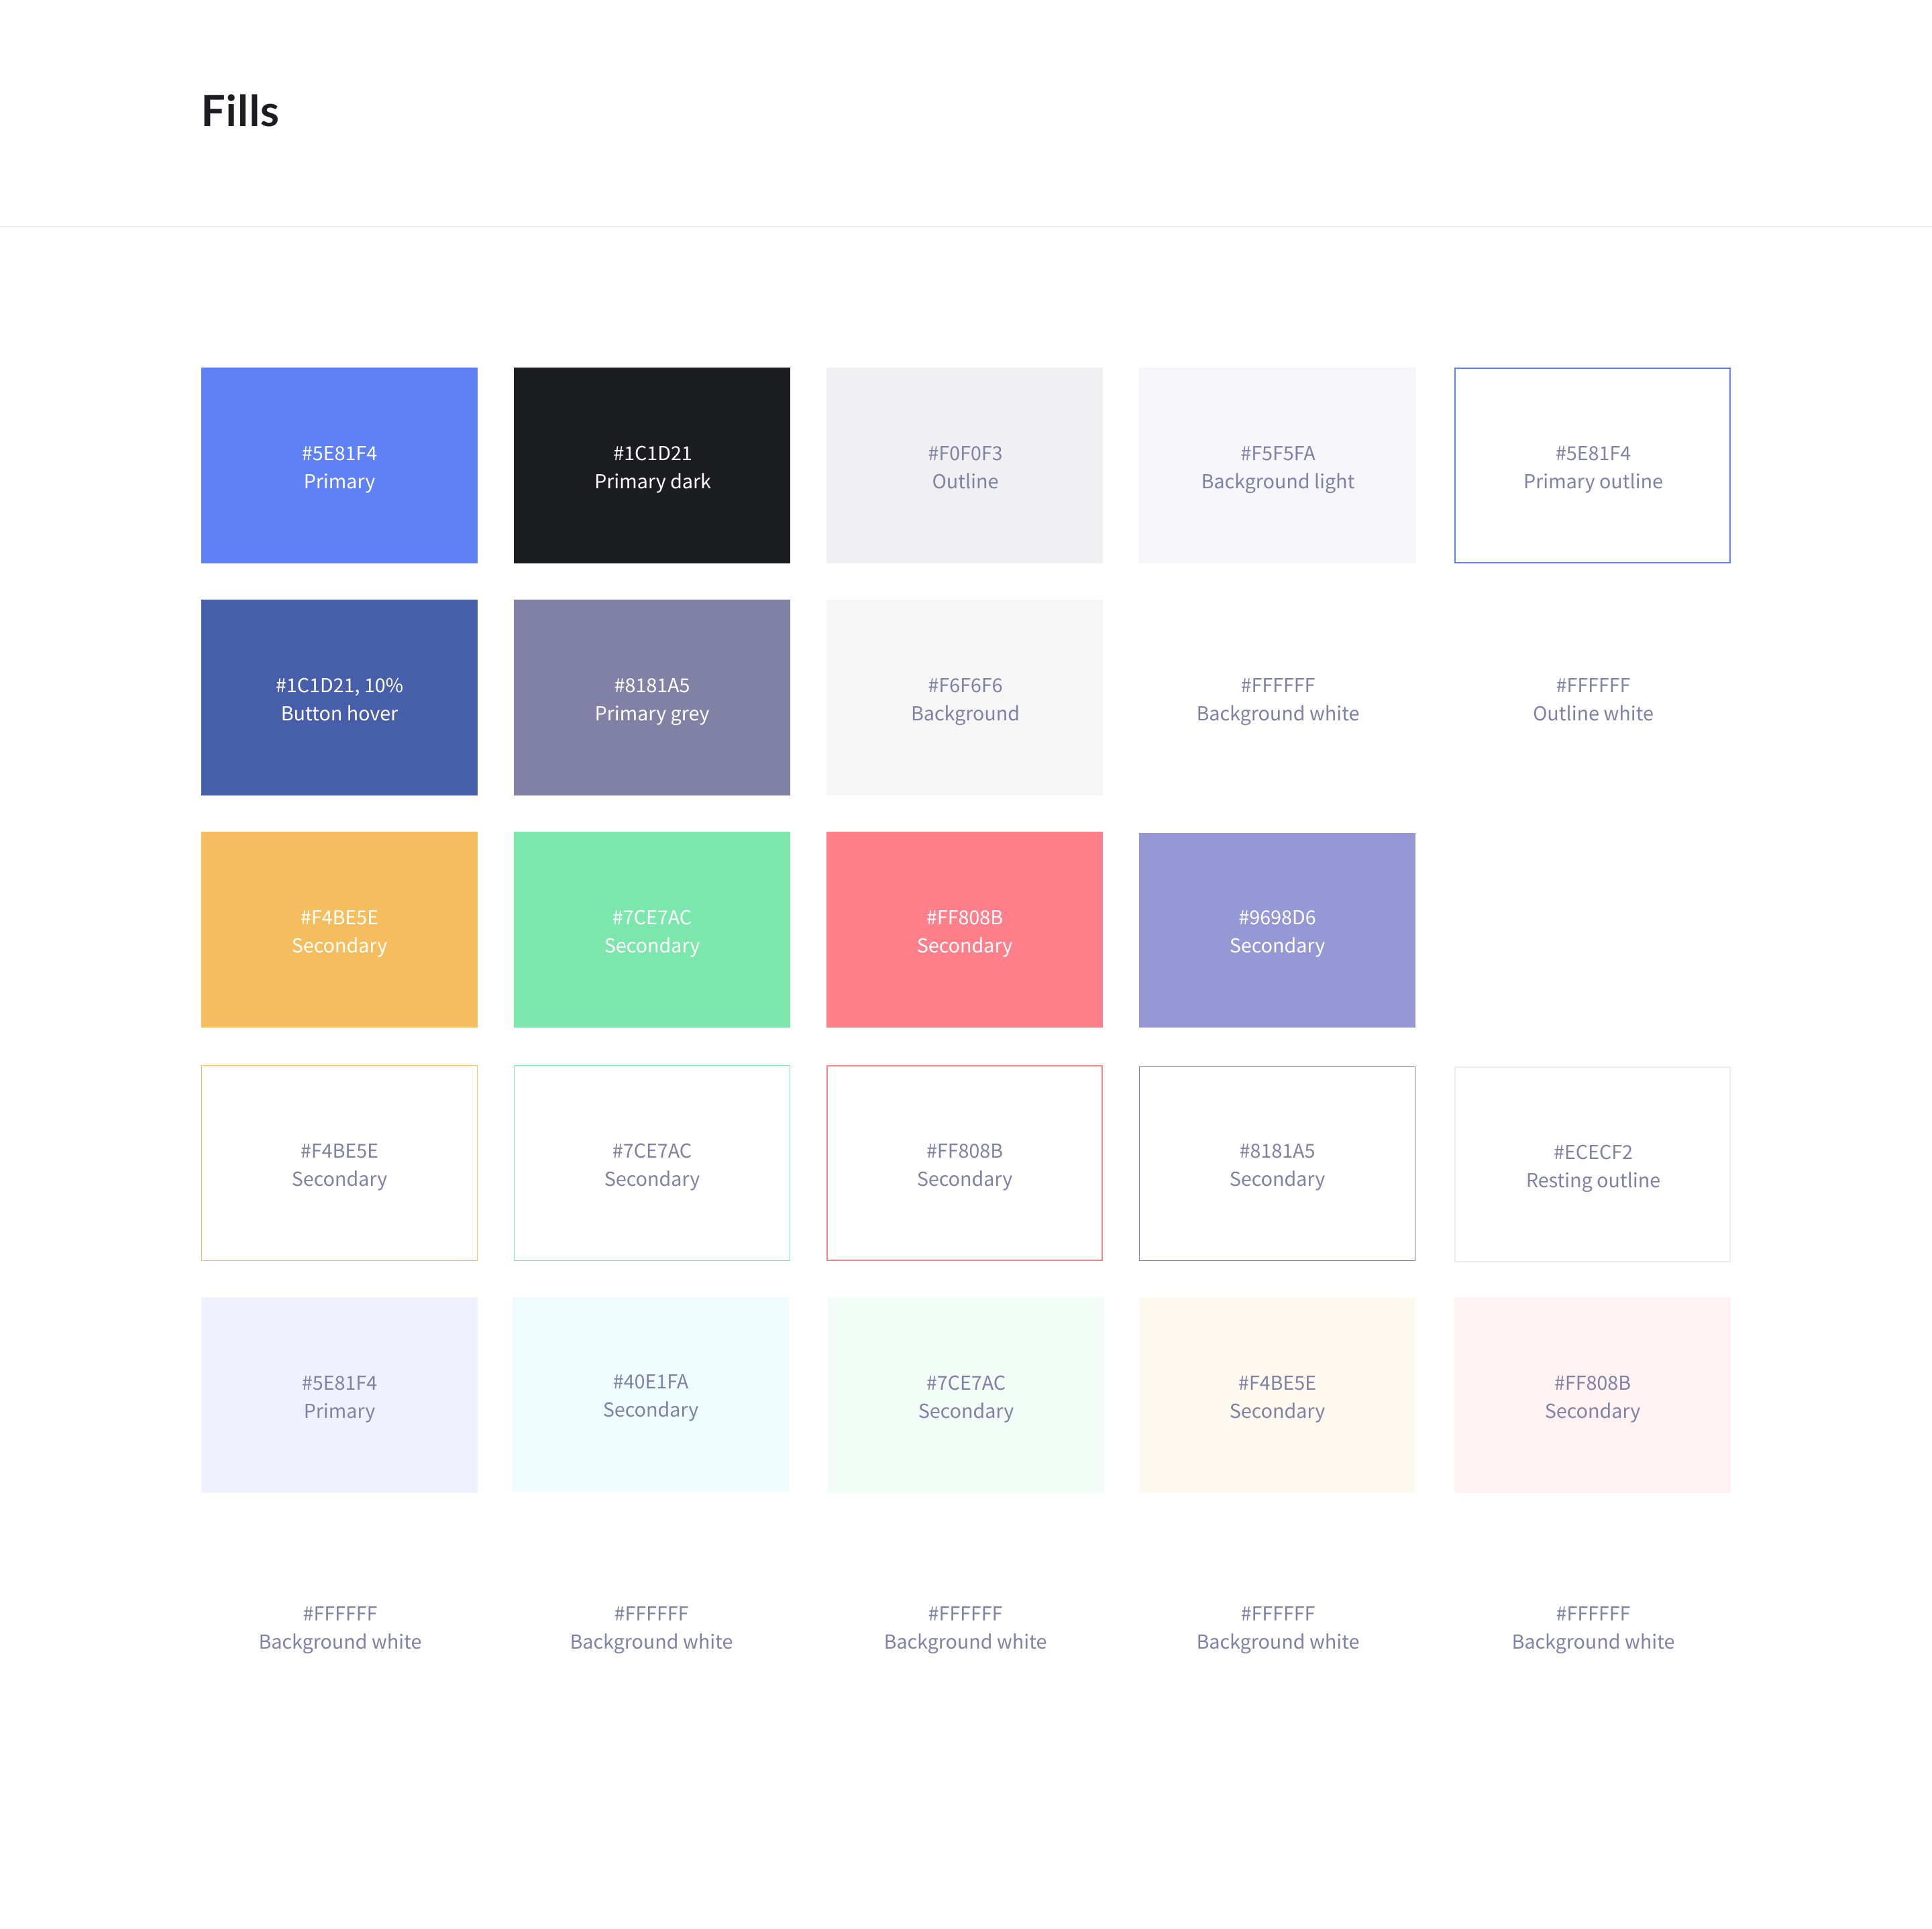 Fills
#5E81F4
Primary
#1C1D21
Primary dark
#F0F0F3
Outline
#F5F5FA
Background light
#5E81F4
Primary outline
#1C1D21, 10%
Button hover
#8181A5
Primary grey
#F6F6F6
Background
#FFFFFF
Background white
#FFFFFF
Outline white
#F4BE5E
Secondary
#7CE7AC
Secondary
#FF808B
Secondary
#9698D6
Secondary
#F4BE5E
Secondary
#7CE7AC
Secondary
#FF808B
Secondary
#8181A5
Secondary
#ECECF2
Resting outline
#5E81F4
Primary
#40E1FA
Secondary
#7CE7AC
Secondary
#F4BE5E
Secondary
#FF808B
Secondary
#FFFFFF
Background white
#FFFFFF
Background white
#FFFFFF
Background white
#FFFFFF
Background white
#FFFFFF
Background white